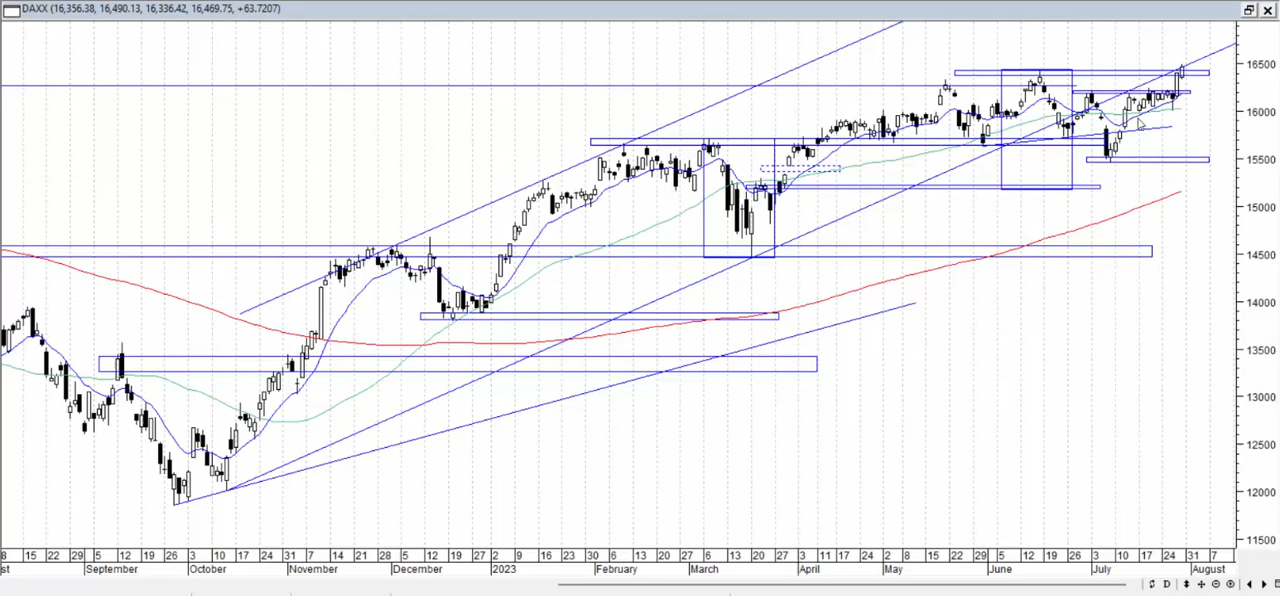 DAXX (16,356.38, 16,490.13, 16,336.42, 16,469.75, +63.7207)
16500
16000
15500
15000
14500
14000
13500
13000
12500
12000
11500
8 15 22 29 5 12 19 26 3 10 17 24 31 7 14 21 28 5 12 19 27 2 9 16 23 30 6 13 20 27 6 13 20 27 3 11 17 24 2 8 15 22 29 5 12 19 26 3 10 17 24 31 7
st September October November December 2023 February March April May June July August
D